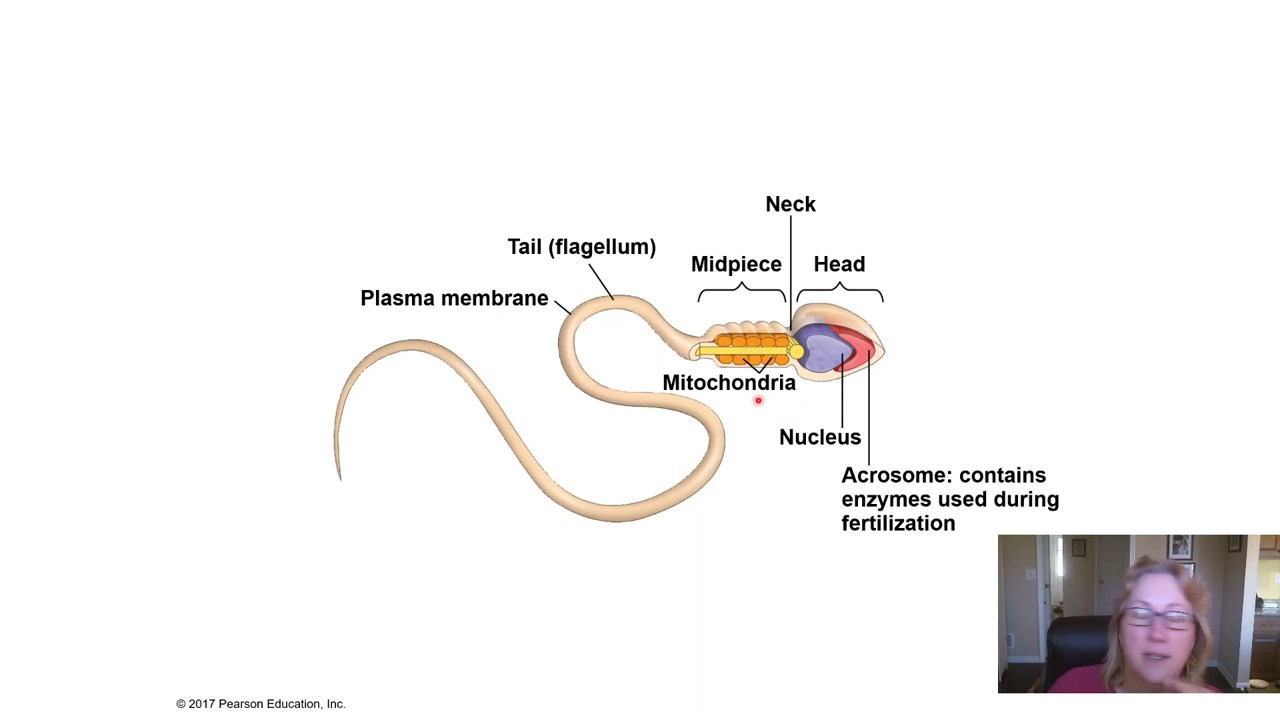 Neck
Tail (flagellum)
Midpiece
Head
Plasma membrane
Mitochondria
Nucleus
Acrosome: contains
enzymes used during
fertilization
© 2017 Pearson Education, Inc.